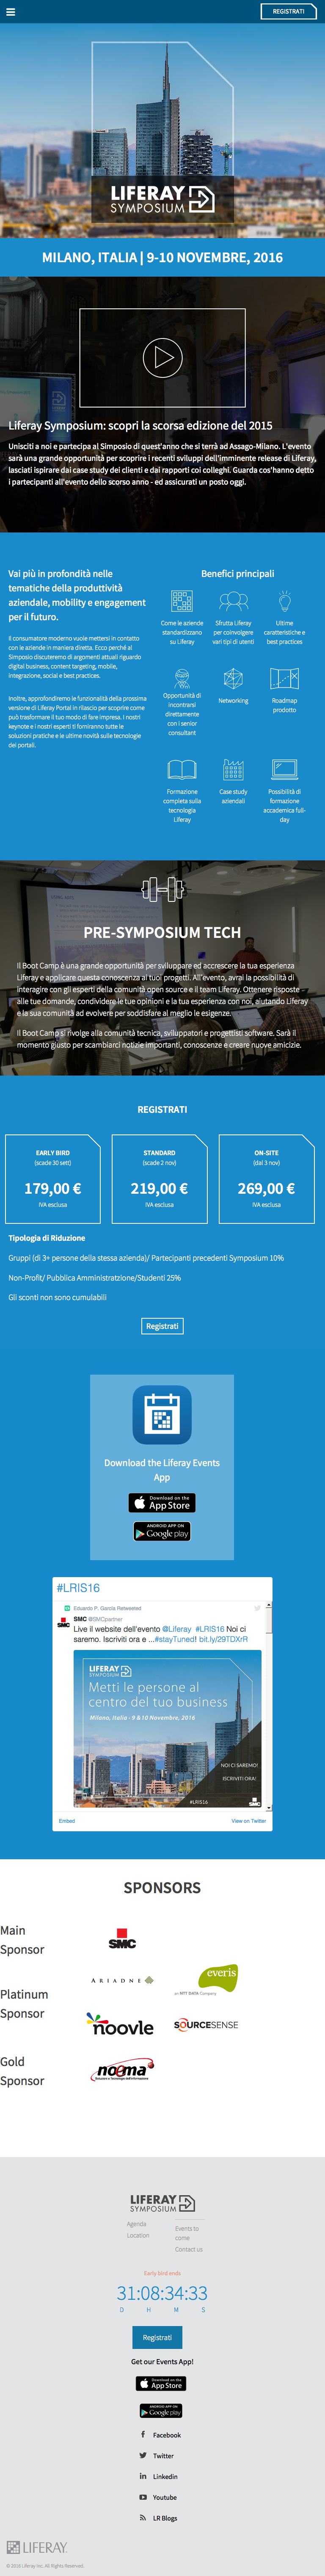 REGISTRATI
LIFERAY
SYMPOSIUM
MILANO, ITALIA | 9-10 NOVEMBRE, 2016
Liferay Symposium: scopri la scorsa edizione del 2015
Unisciti a noi e partecipa al Simposio di quest'anno che si terrà ad Assago-Milano. L'evento
sarà una grande opportunità per scoprire i recenti sviluppi dell'imminente release di Liferay,
lasciati ispirare dai case study dei clienti e dai rapporti coi colleghi. Guarda cos'hanno detto
i partecipanti all'evento dello scorso anno - ed assicurati un posto oggi.
Vai più in profondità nelle
tematiche della produttività
aziendale, mobility e engagement
per il futuro.
Il consumatore moderno vuole mettersi in contatto
con le aziende in maniera diretta. Ecco perché al
Simposio discuteremo di argomenti attuali riguardo
digital business, content targeting, mobile,
integrazione, social e best practices.
Inoltre, approfondiremo le funzionalità della prossima
versione di Liferay Portal in rilascio per scoprire come
può trasformare il tuo modo di fare impresa. I nostri
keynote e i nostri esperti ti forniranno tutte le
soluzioni pratiche e le ultime novità sulle tecnologie
dei portali.
Benefici principali
Come le aziende
standardizzano
su Liferay
Sfrutta Liferay
per coinvolgere
vari tipi di utenti
Ultime
caratteristiche e
best practices
Opportunità di
incontrarsi
direttamente
con i senior
consultant
Networking
Roadmap
prodotto
Formazione
completa sulla
tecnologia
Liferay
Case study
aziendali
Possibilità di
formazione
accademica full-
day
PRE-SYMPOSIUM TECH
Il Boot Camp è una grande opportunità per sviluppare ed accrescere la tua esperienza
Liferay e applicare questa conoscenza ai tuoi progetti. All'evento, avrai la possibilità di
interagire con gli esperti della comunità open source e il team Liferay. Ottenere risposte
alle tue domande, condividere le tue opinioni e la tua esperienza con noi, aiutando Liferay
e la sua comunità ad evolvere per soddisfare al meglio le esigenze.
Il Boot Camp si rivolge alla comunità tecnica, sviluppatori e progettisti software. Sarà il
momento giusto per scambiarci notizie importanti, conoscenze e creare nuove amicizie.
REGISTRATI
EARLY BIRD
(scade 30 sett)
179,00 €
IVA esclusa
STANDARD
(scade 2 nov)
219,00 €
IVA esclusa
ON-SITE
(dal 3 nov)
269,00 €
IVA esclusa
Tipologia di Riduzione
Gruppi (di 3+ persone della stessa azienda)/ Partecipanti precedenti Symposium 10%
Non-Profit/ Pubblica Amministratzione/Studenti 25%
Gli sconti non sono cumulabili
Registrati
Download the Liferay Events
App
Download on the
App Store
ANDROID APP ON
Google play
#LRIS16
Eduardo P. García Retweeted
SMC @SMCpartner
Live il website dell'evento @Liferay #LRIS16 Noi ci
saremo. Iscriviti ora e ...#stayTuned! bit.ly/29TDXrR
LIFERAY
SYMPOSIUM
Metti le persone al
centro del tuo business
Milano, Italia - 9 & 10 Novembre, 2016
NOI CI SAREMO!
ISCRIVITI ORA!
#LRIS16
SMC
Embed
View on Twitter
SPONSORS
Main
Sponsor
SMC
Platinum
Sponsor
ARIADNE
everis
an NTT DATA Company
noovle
SOURCESENSE
Gold
Sponsor
noema
Soluzioni e Tecnologie dell'Informazione
LIFERAY
SYMPOSIUM
Agenda
Location
Events to
come
Contact us
Early bird ends
31:08:34:33
D H M S
Registrati
Get our Events App!
Download on the
App Store
ANDROID APP ON
Google play
Facebook
Twitter
Linkedin
Youtube
LR Blogs
LIFERAY
© 2016 Liferay Inc. All Rights Reserved.